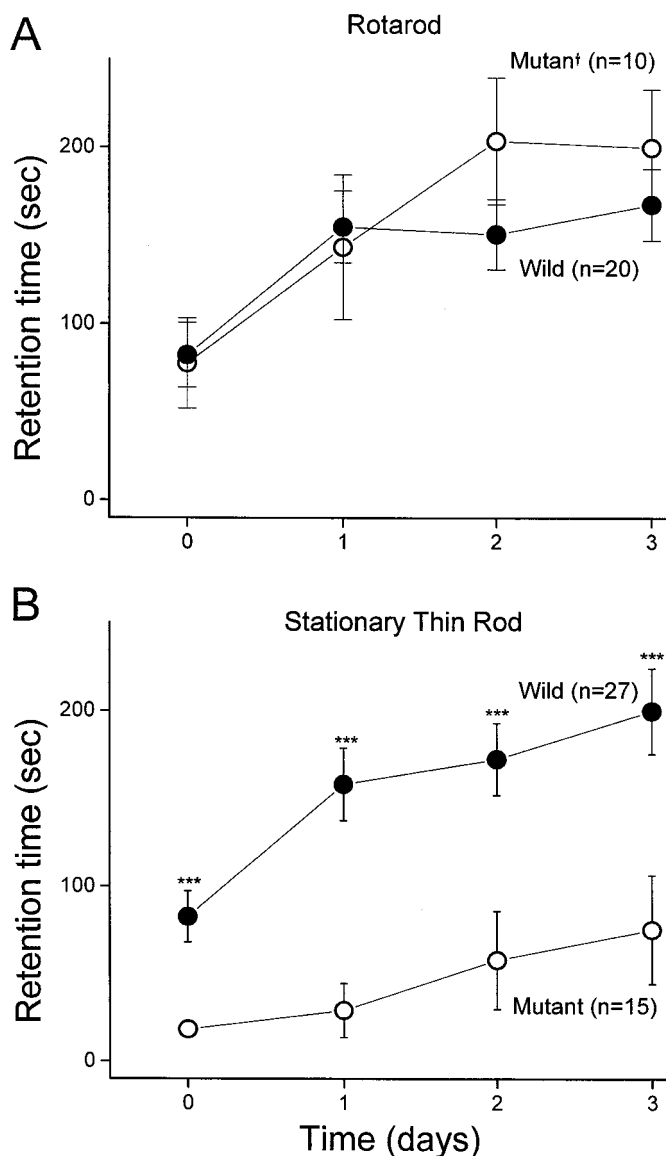 A
Rotarod
Mutant† (n=10)
Wild (n=20)
Retention time (sec)
200
100
0
0 1 2 3
B
Stationary Thin Rod
***
Wild (n=27)
***
***
***
Mutant (n=15)
Retention time (sec)
200
100
0
0 1 2 3
Time (days)